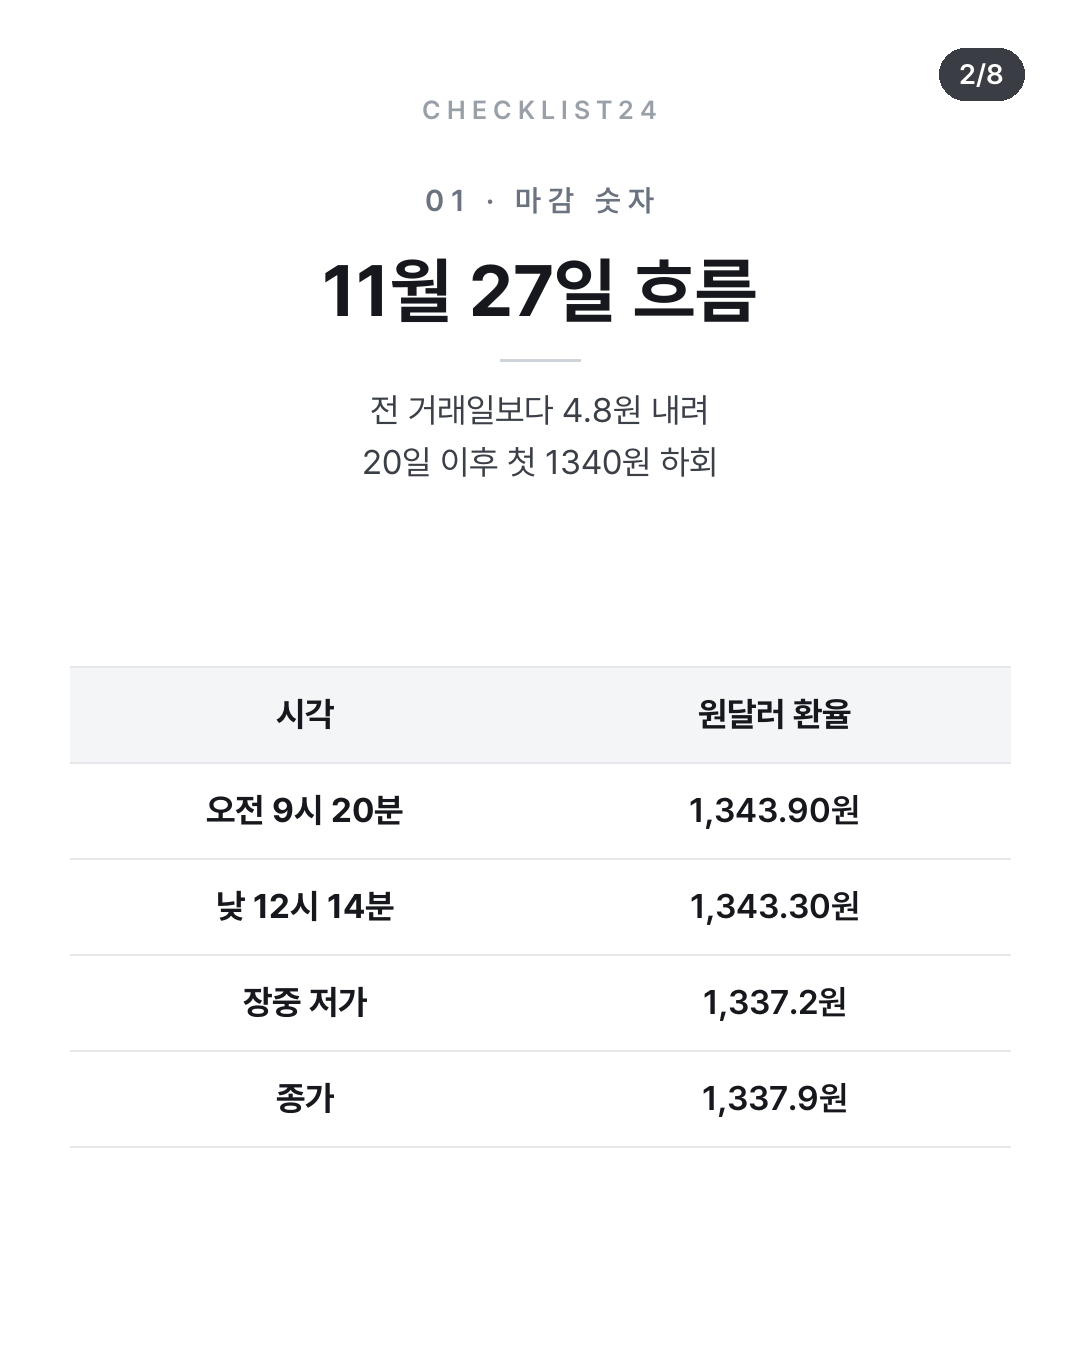 2/8
CHECKLIST24
01 · 마감 숫자
11월 27일 흐름
전 거래일보다 4.8원 내려
20일 이후 첫 1340원 하회
시각 원달러 환율
오전 9시 20분 1,343.90원
낮 12시 14분 1,343.30원
장중 저가 1,337.2원
종가 1,337.9원